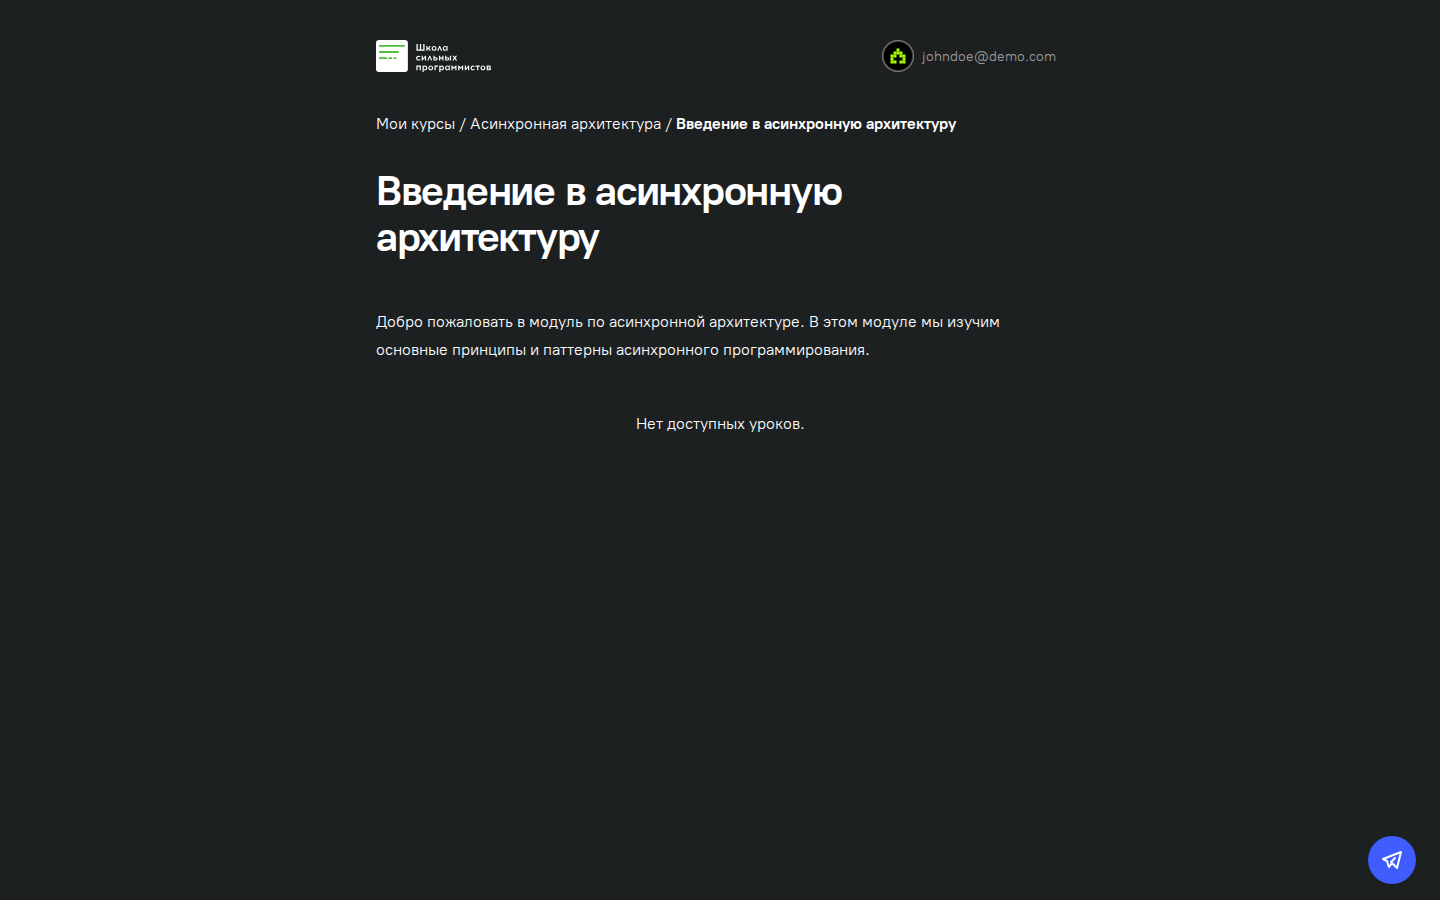 Школа
сильных
программистов
johndoe@demo.com
Мои курсы / Асинхронная архитектура / Введение в асинхронную архитектуру
Введение в асинхронную
архитектуру
Добро пожаловать в модуль по асинхронной архитектуре. В этом модуле мы изучим
основные принципы и паттерны асинхронного программирования.
Нет доступных уроков.